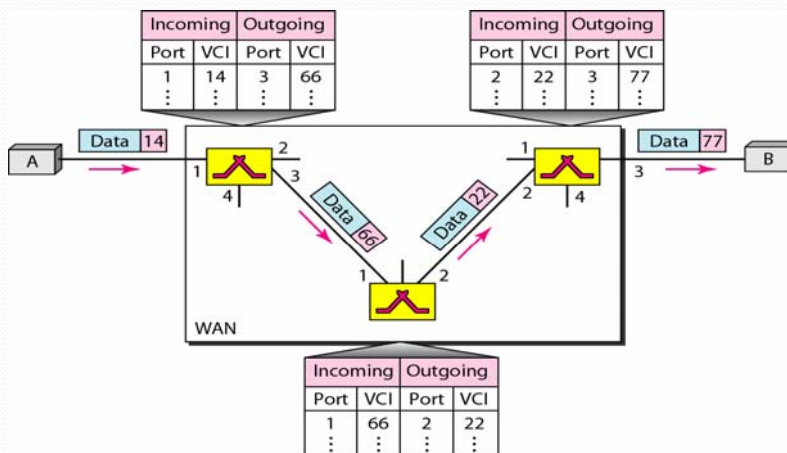 Incoming Outgoing
Port VCI Port VCI
1 14 3 66
⋮ ⋮ ⋮ ⋮
Incoming Outgoing
Port VCI Port VCI
2 22 3 77
⋮ ⋮ ⋮ ⋮
A
Data 14
1
2
3
4
Data 66
1
2
Data 22
1
2
3
4
Data 77
B
WAN
Incoming Outgoing
Port VCI Port VCI
1 66 2 22
⋮ ⋮ ⋮ ⋮